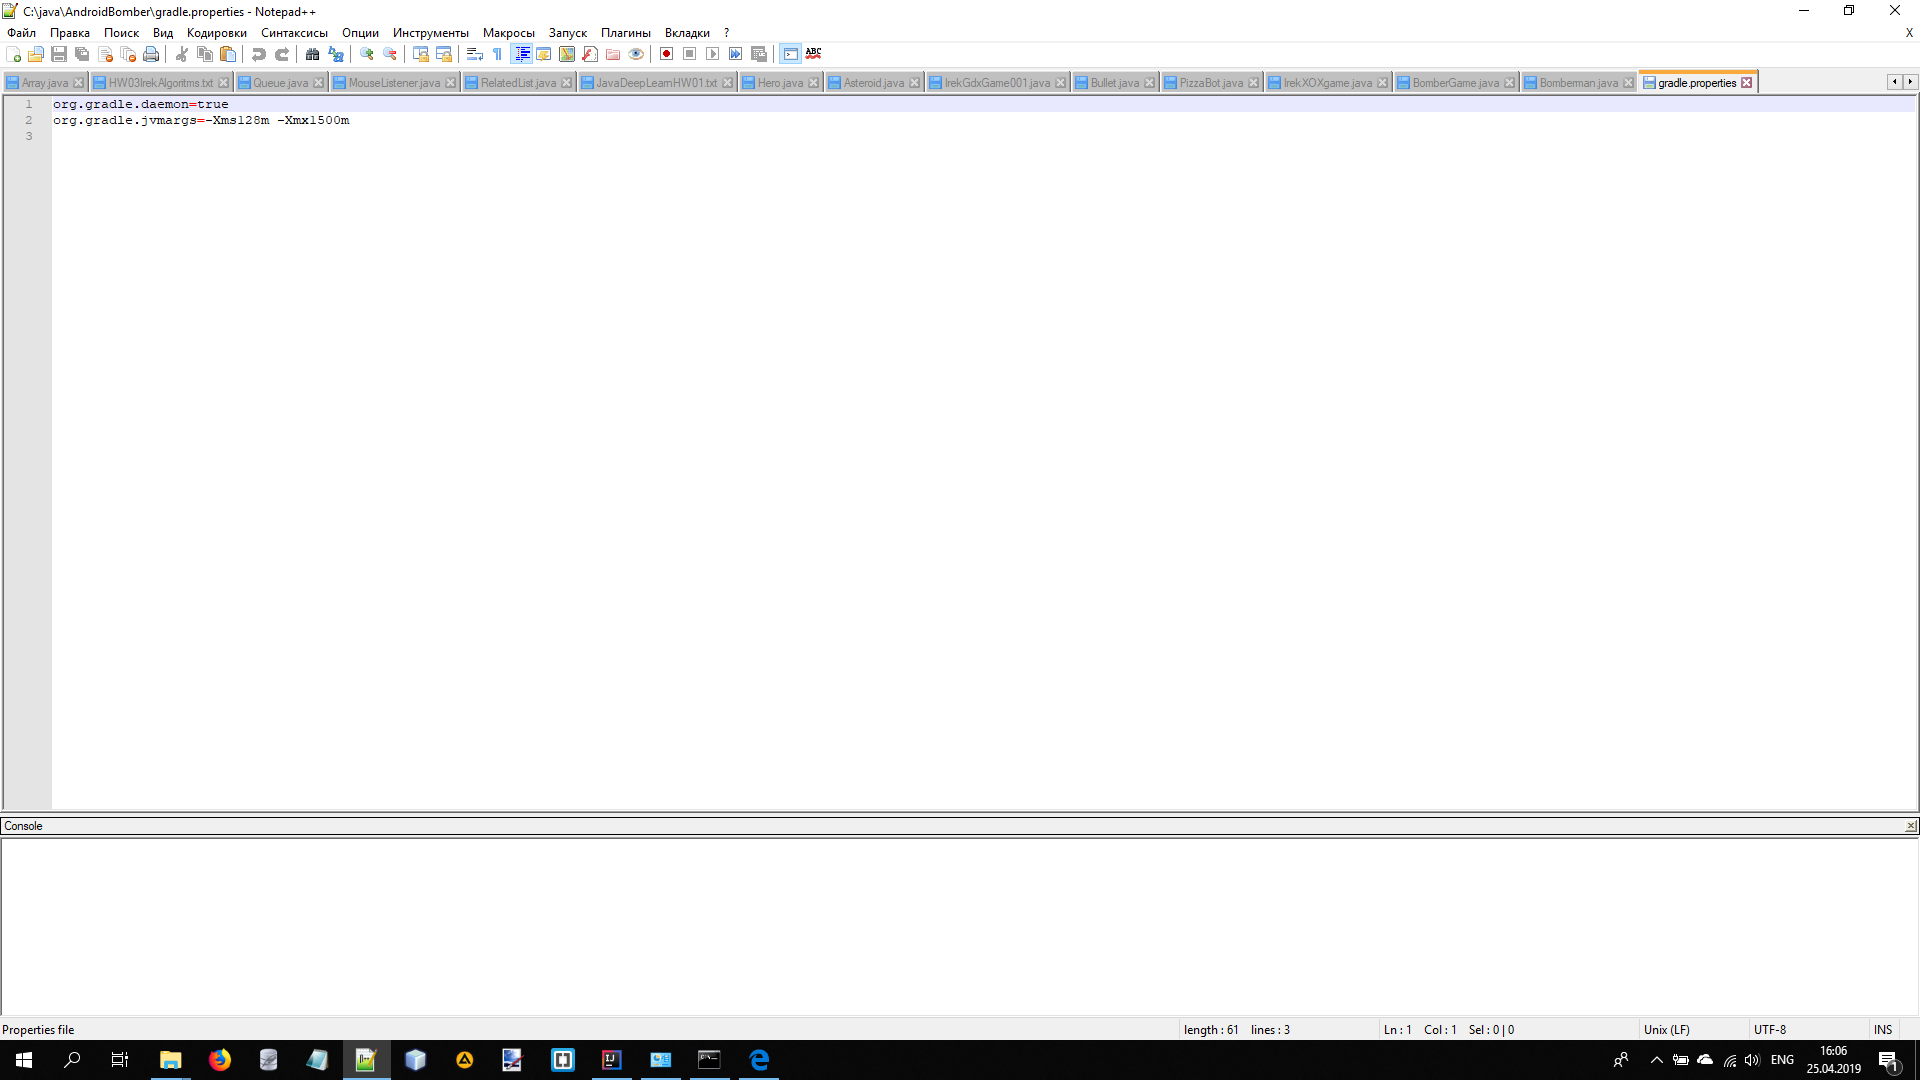 C:\java\AndroidBomber\gradle.properties - Notepad++
Файл Правка Поиск Вид Кодировки Синтаксисы Опции Инструменты Макросы Запуск Плагины Вкладки ? X
ABC
Array.java HW03IrekAlgoritms.txt Queue.java MouseListener.java RelatedList.java JavaDeepLearnHW01.txt Hero.java Asteroid.java IrekGdxGame001.java Bullet.java PizzaBot.java IrekXOXgame.java BomberGame.java Bomberman.java gradle.properties
1 org.gradle.daemon=true
2 org.gradle.jvmargs=-Xms128m -Xmx1500m
3
Console
Properties file length : 61 lines : 3 Ln : 1 Col : 1 Sel : 0 | 0 Unix (LF) UTF-8 INS
IJ
ENG
16:06
25.04.2019
1